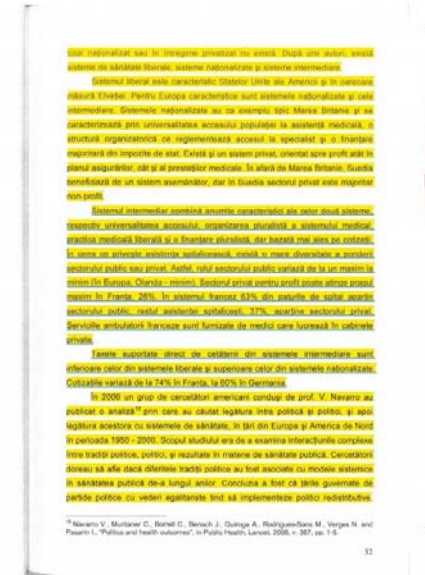 total naționalizat sau în întregime privatizat nu există. După unii autori, există
sisteme de sănătate liberale, sisteme naționalizate și sisteme intermediare.
Sistemul liberal este caracteristic Statelor Unite ale Americii și în oarecare
măsură Elveției. Pentru Europa caracteristice sunt sistemele naționalizate și cele
intermediare. Sistemele naționalizate au ca exemplu tipic Marea Britanie și se
caracterizează prin universalitatea accesului populației la asistență medicală, o
structură organizatorică ce reglementează accesul la specialist și o finanțare
majoritară din impozite de stat. Există și un sistem privat, orientat spre profit atât în
planul asigurărilor, cât și al prestațiilor medicale. În afară de Marea Britanie, Suedia
beneficiază de un sistem asemănător, dar în Suedia sectorul privat este majoritar
non-profit.
Sistemul intermediar combină anumite caracteristici ale celor două sisteme,
respectiv universalitatea accesului, organizarea pluralistă a sistemului medical,
practica medicală liberală și o finanțare pluralistă, dar bazată mai ales pe cotizații.
În ceea ce privește asistența spitalicească, există o mare diversitate a ponderii
sectorului public sau privat. Astfel, rolul sectorului public variază de la un maxim la
minim (în Europa, Olanda - minim). Sectorul privat pentru profit poate atinge pragul
maxim în Franța, 26%. În sistemul francez 63% din paturile de spital aparțin
sectorului public, restul asistenței spitalicești, 37%, aparține sectorului privat.
Serviciile ambulatorii franceze sunt furnizate de medici care lucrează în cabinete
private.
Taxele suportate direct de cetățenii din sistemele intermediare sunt
inferioare celor din sistemele liberale și superioare celor din sistemele naționalizate.
Cotizațiile variază de la 74% în Franța, la 60% în Germania.
În 2006 un grup de cercetători americani conduși de prof. V. Navarro au
publicat o analiză¹⁸ prin care au căutat legătura între politică și politici, și apoi
legătura acestora cu sistemele de sănătate, în țări din Europa și America de Nord
în perioada 1950 - 2000. Scopul studiului era de a examina interacțiunile complexe
între tradiții politice, politici, și rezultate în materie de sănătate publică. Cercetătorii
doreau să afle dacă diferitele tradiții politice au fost asociate cu modele sistemice
în sănătatea publică de-a lungul anilor. Concluzia a fost că țările guvernate de
partide politice cu vederi egalitariste tind să implementeze politici redistributive.
¹⁸ Navarro V., Muntaner C., Borrell C., Benach J., Quiroga A., Rodrigues-Sans M., Verges N. and
Pasarin I., "Politics and health outcomes", in Public Health, Lancet, 2006, v. 367, pp. 1-9.
32